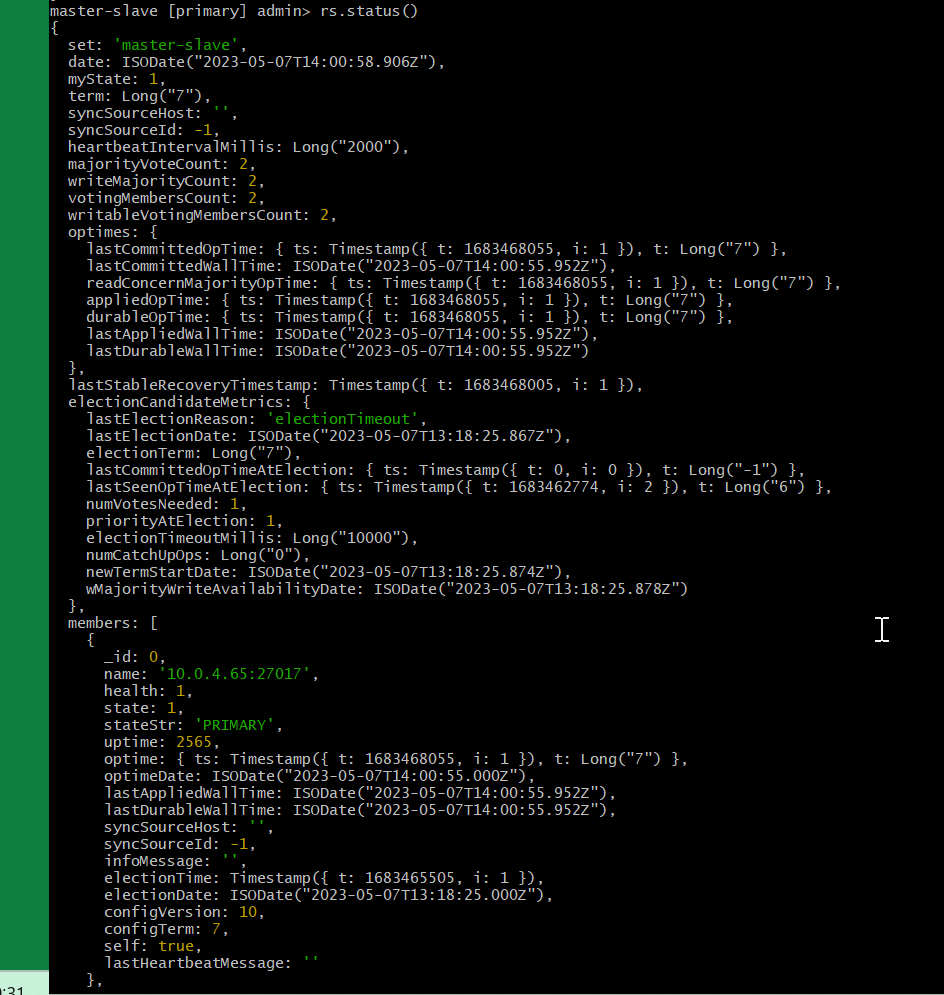 master-slave [primary] admin> rs.status()
{
  set: 'master-slave',
  date: ISODate("2023-05-07T14:00:58.906Z"),
  myState: 1,
  term: Long("7"),
  syncSourceHost: '',
  syncSourceId: -1,
  heartbeatIntervalMillis: Long("2000"),
  majorityVoteCount: 2,
  writeMajorityCount: 2,
  votingMembersCount: 2,
  writableVotingMembersCount: 2,
  optimes: {
    lastCommittedOpTime: { ts: Timestamp({ t: 1683468055, i: 1 }), t: Long("7") },
    lastCommittedWallTime: ISODate("2023-05-07T14:00:55.952Z"),
    readConcernMajorityOpTime: { ts: Timestamp({ t: 1683468055, i: 1 }), t: Long("7") },
    appliedOpTime: { ts: Timestamp({ t: 1683468055, i: 1 }), t: Long("7") },
    durableOpTime: { ts: Timestamp({ t: 1683468055, i: 1 }), t: Long("7") },
    lastAppliedWallTime: ISODate("2023-05-07T14:00:55.952Z"),
    lastDurableWallTime: ISODate("2023-05-07T14:00:55.952Z")
  },
  lastStableRecoveryTimestamp: Timestamp({ t: 1683468005, i: 1 }),
  electionCandidateMetrics: {
    lastElectionReason: 'electionTimeout',
    lastElectionDate: ISODate("2023-05-07T13:18:25.867Z"),
    electionTerm: Long("7"),
    lastCommittedOpTimeAtElection: { ts: Timestamp({ t: 0, i: 0 }), t: Long("-1") },
    lastSeenOpTimeAtElection: { ts: Timestamp({ t: 1683462774, i: 2 }), t: Long("6") },
    numVotesNeeded: 1,
    priorityAtElection: 1,
    electionTimeoutMillis: Long("10000"),
    numCatchUpOps: Long("0"),
    newTermStartDate: ISODate("2023-05-07T13:18:25.874Z"),
    wMajorityWriteAvailabilityDate: ISODate("2023-05-07T13:18:25.878Z")
  },
  members: [
    {
      _id: 0,
      name: '10.0.4.65:27017',
      health: 1,
      state: 1,
      stateStr: 'PRIMARY',
      uptime: 2565,
      optime: { ts: Timestamp({ t: 1683468055, i: 1 }), t: Long("7") },
      optimeDate: ISODate("2023-05-07T14:00:55.000Z"),
      lastAppliedWallTime: ISODate("2023-05-07T14:00:55.952Z"),
      lastDurableWallTime: ISODate("2023-05-07T14:00:55.952Z"),
      syncSourceHost: '',
      syncSourceId: -1,
      infoMessage: '',
      electionTime: Timestamp({ t: 1683465505, i: 1 }),
      electionDate: ISODate("2023-05-07T13:18:25.000Z"),
      configVersion: 10,
      configTerm: 7,
      self: true,
      lastHeartbeatMessage: ''
    },